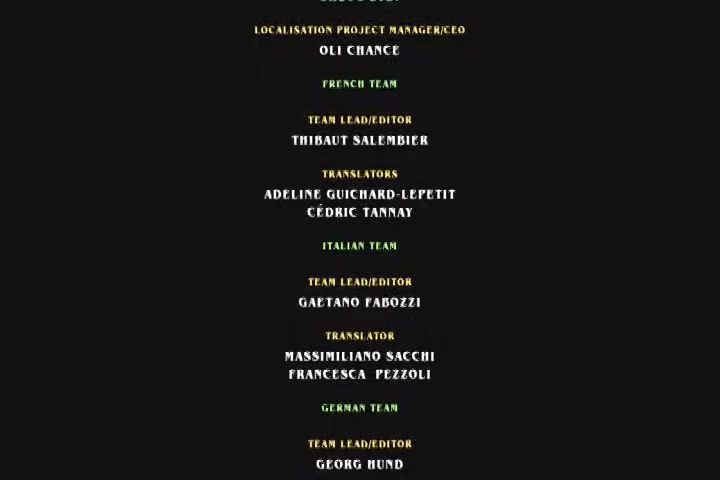 LOCALISATION PROJECT MANAGER/CEO
OLI CHANCE
FRENCH TEAM
TEAM LEAD/EDITOR
THIBAUT SALEMBIER
TRANSLATORS
ADELINE GUICHARD-LEPETIT
CÉDRIC TANNAY
ITALIAN TEAM
TEAM LEAD/EDITOR
GAETANO FABOZZI
TRANSLATOR
MASSIMILIANO SACCHI
FRANCESCA PEZZOLI
GERMAN TEAM
TEAM LEAD/EDITOR
GEORG HUND